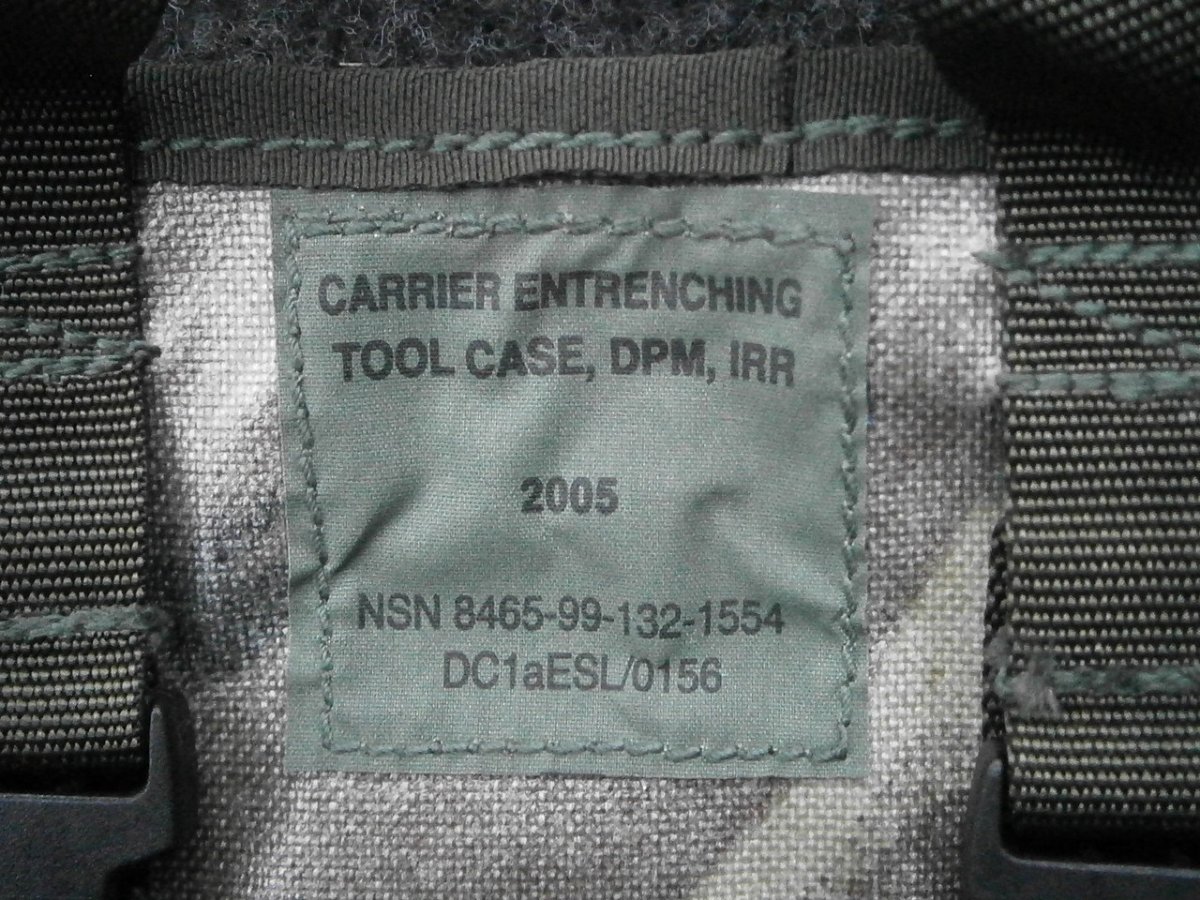 CARRIER ENTRENCHING
TOOL CASE, DPM, IRR
2005
NSN 8465-99-132-1554
DC1aESL/0156